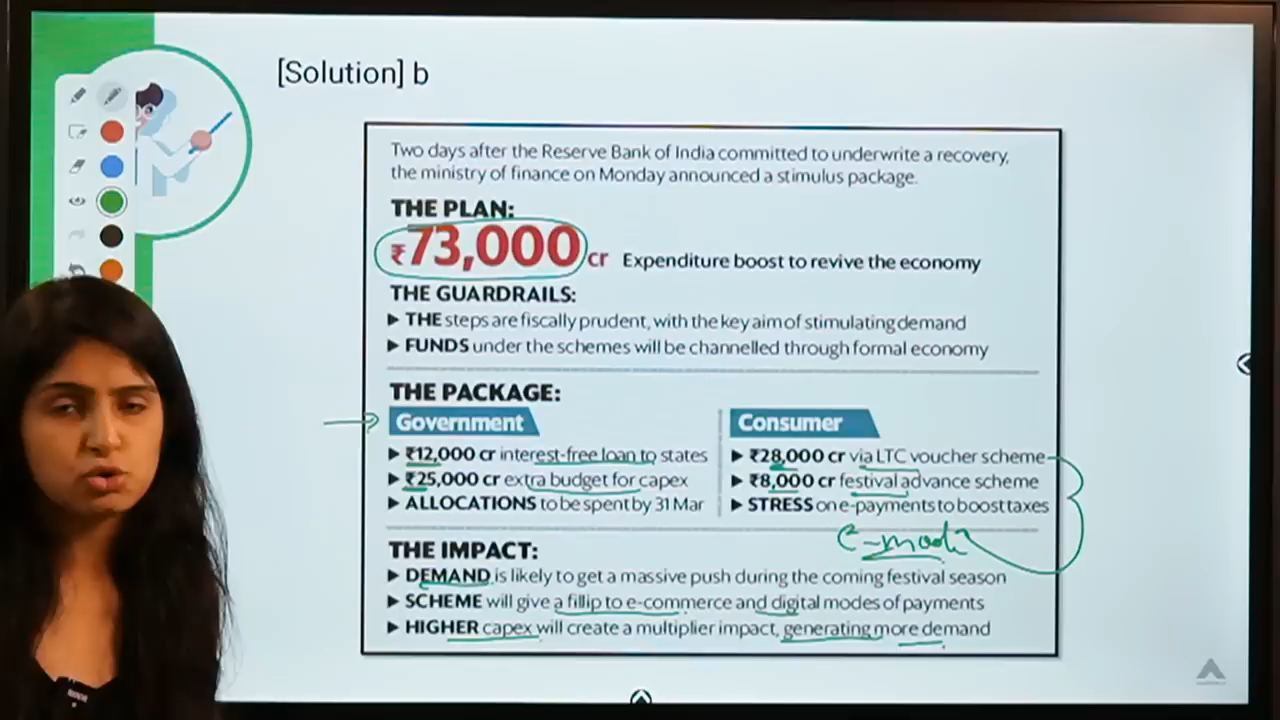 [Solution] b
Two days after the Reserve Bank of India committed to underwrite a recovery,
the ministry of finance on Monday announced a stimulus package.
THE PLAN:
₹73,000 cr Expenditure boost to revive the economy
THE GUARDRAILS:
▶ THE steps are fiscally prudent, with the key aim of stimulating demand
▶ FUNDS under the schemes will be channelled through formal economy
THE PACKAGE:
Government
▶ ₹12,000 cr interest-free loan to states
▶ ₹25,000 cr extra budget for capex
▶ ALLOCATIONS to be spent by 31 Mar
Consumer
▶ ₹28,000 cr via LTC voucher scheme
▶ ₹8,000 cr festival advance scheme
▶ STRESS on e-payments to boost taxes
THE IMPACT:
▶ DEMAND is likely to get a massive push during the coming festival season
▶ SCHEME will give a fillip to e-commerce and digital modes of payments
▶ HIGHER capex will create a multiplier impact, generating more demand